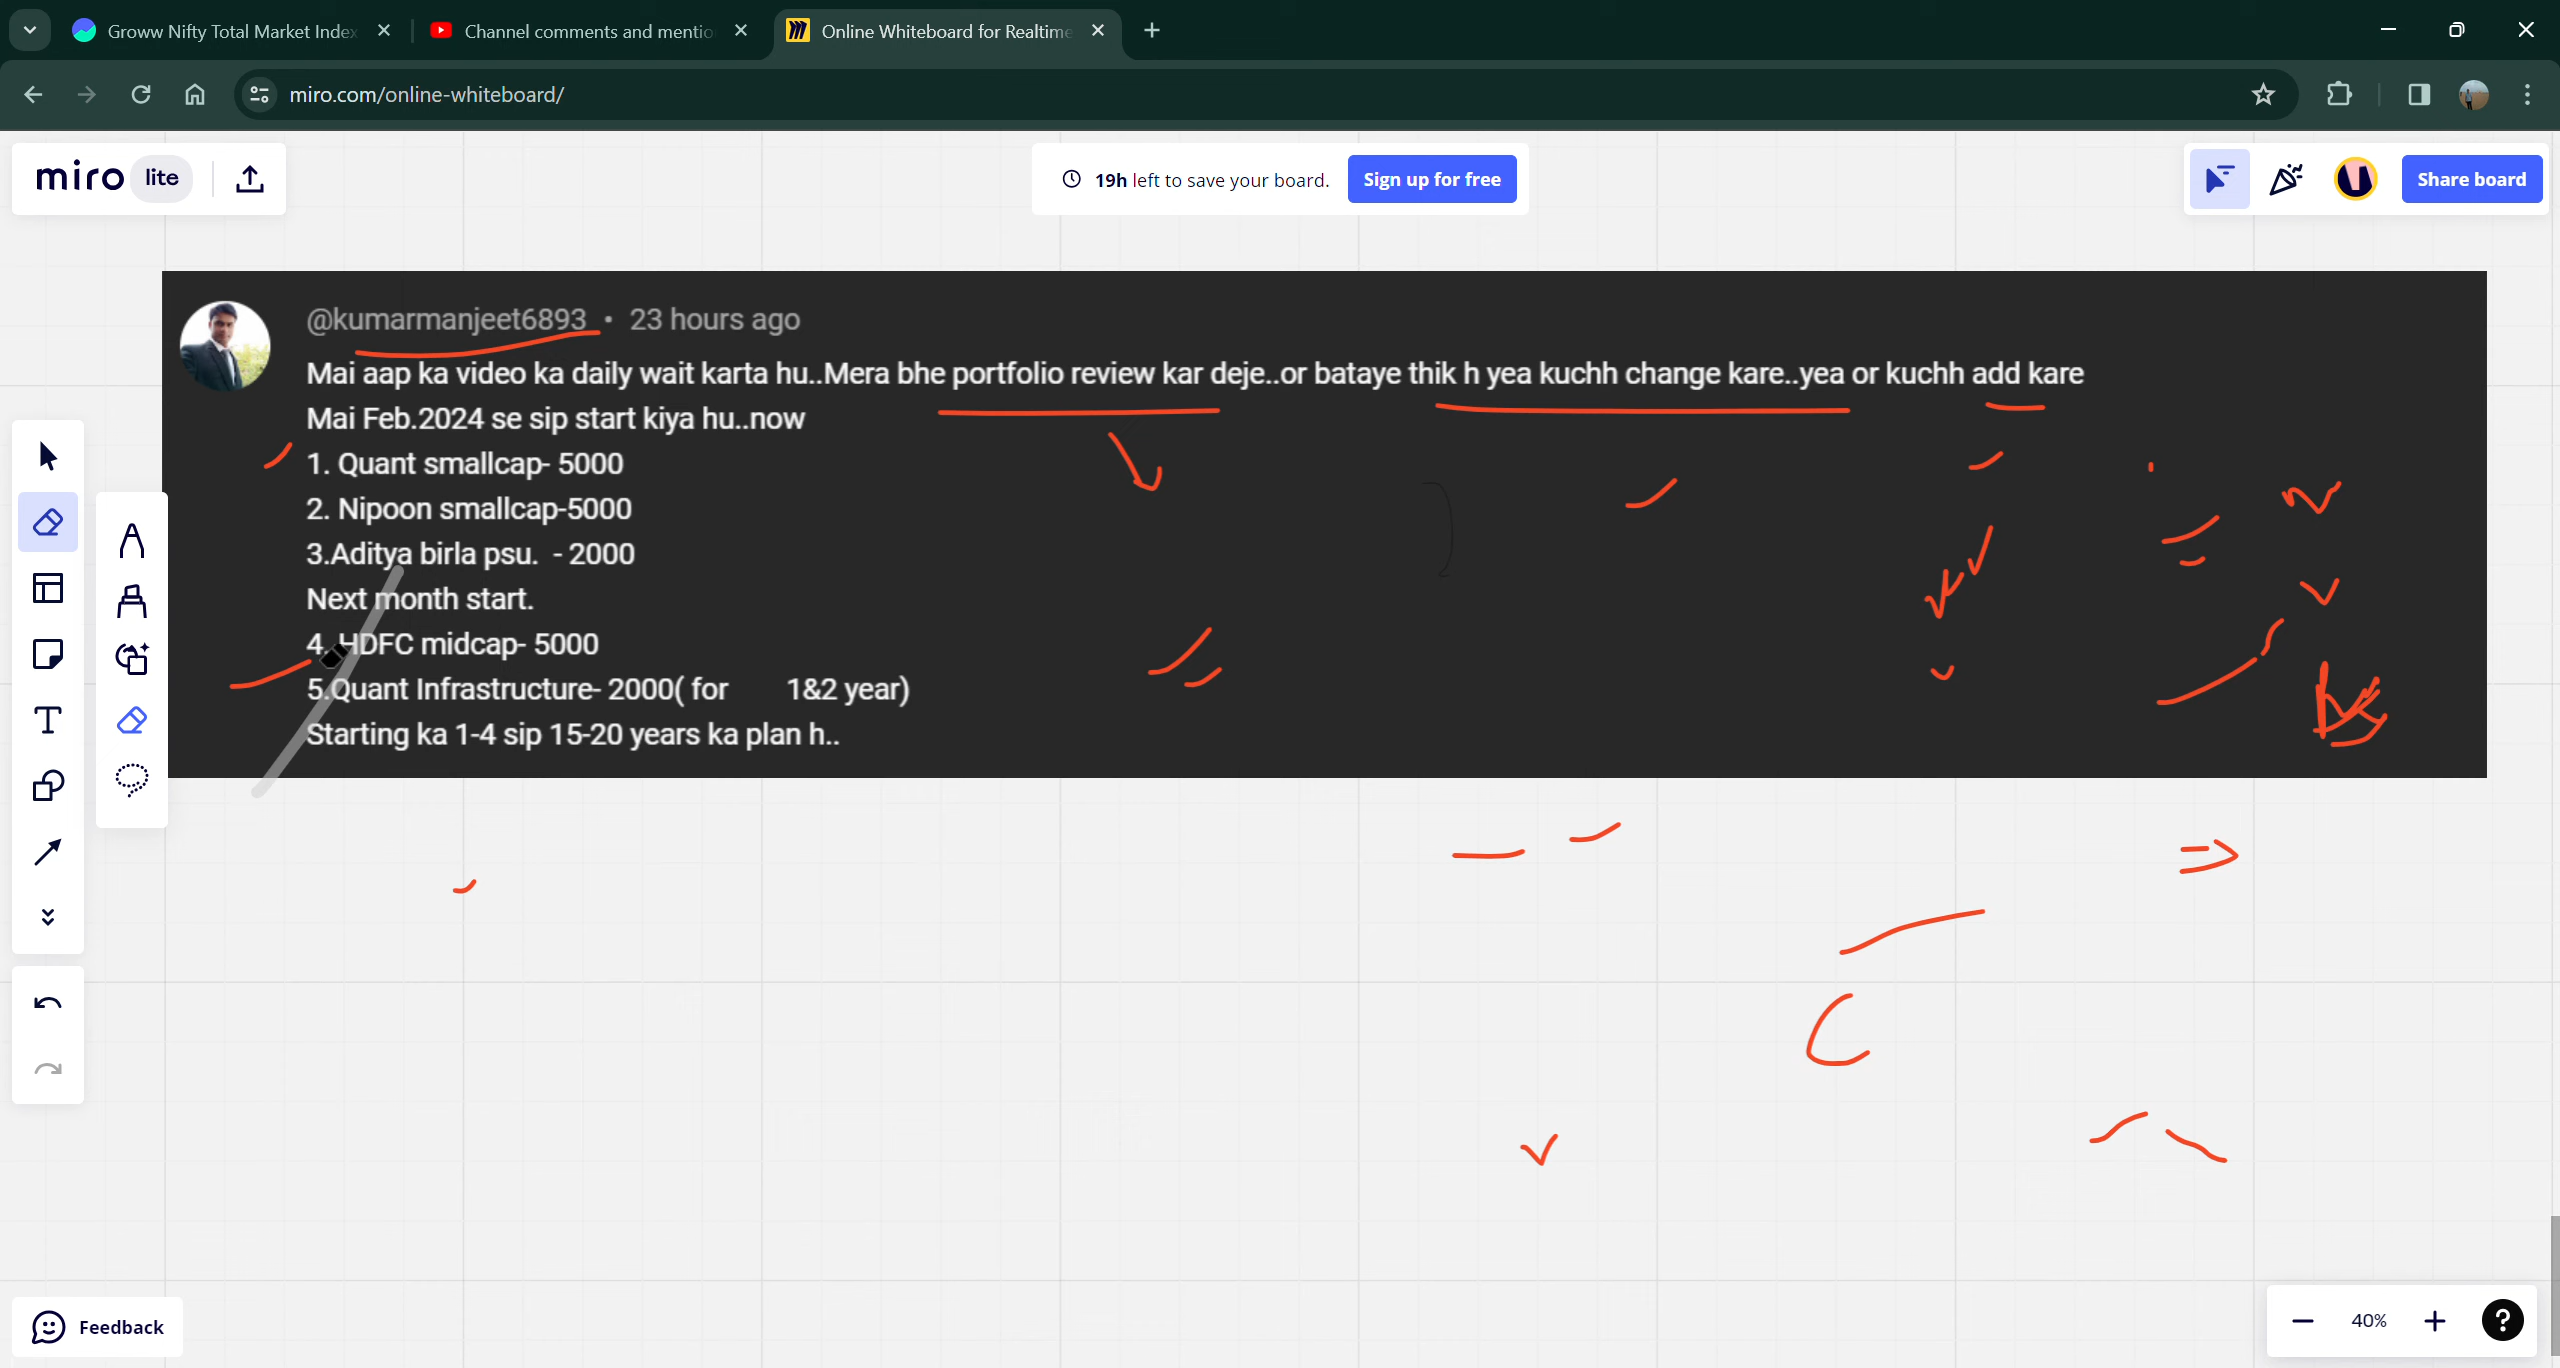 Groww Nifty Total Market Index
Channel comments and mentio
Online Whiteboard for Realtime
miro.com/online-whiteboard/
miro lite
19h left to save your board.
Sign up for free
Share board
@kumarmanjeet6893 • 23 hours ago
Mai aap ka video ka daily wait karta hu..Mera bhe portfolio review kar deje..or bataye thik h yea kuchh change kare..yea or kuchh add kare
Mai Feb.2024 se sip start kiya hu..now
1. Quant smallcap- 5000
2. Nipoon smallcap-5000
3.Aditya birla psu. - 2000
Next month start.
4. HDFC midcap- 5000
5.Quant Infrastructure- 2000( for 1&2 year)
Starting ka 1-4 sip 15-20 years ka plan h..
Feedback
40%